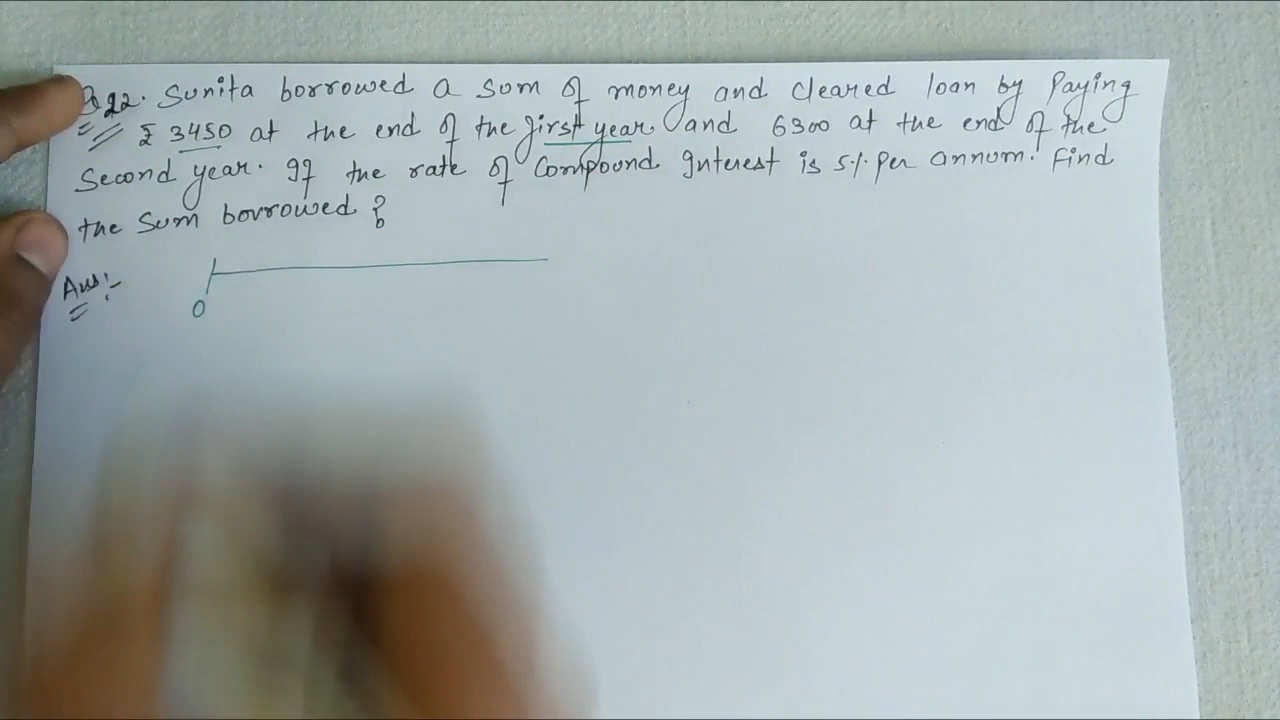 Q22. Sunita borrowed a sum of money and cleared loan by Paying
₹ 3450 at the end of the first year and 6300 at the end of the
Second year. If the rate of Compound Interest is 5% per annum. Find
the Sum borrowed ?
Ans:-
0